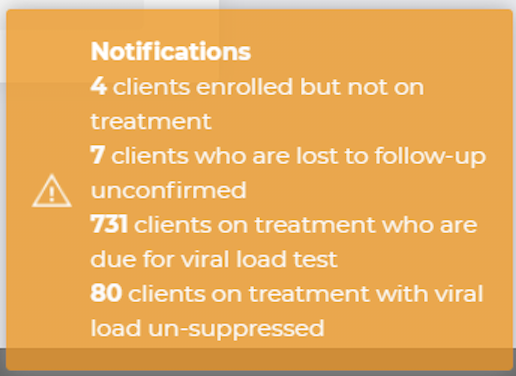 Notifications
4 clients enrolled but not on
treatment
7 clients who are lost to follow-up
unconfirmed
731 clients on treatment who are
due for viral load test
80 clients on treatment with viral
load un-suppressed